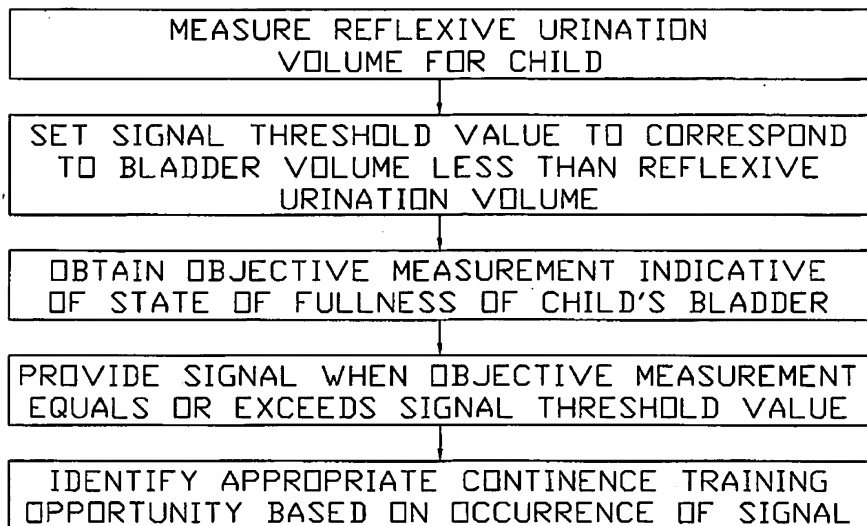 MEASURE REFLEXIVE URINATION
VOLUME FOR CHILD
SET SIGNAL THRESHOLD VALUE TO CORRESPOND
TO BLADDER VOLUME LESS THAN REFLEXIVE
URINATION VOLUME
OBTAIN OBJECTIVE MEASUREMENT INDICATIVE
OF STATE OF FULLNESS OF CHILD'S BLADDER
PROVIDE SIGNAL WHEN OBJECTIVE MEASUREMENT
EQUALS OR EXCEEDS SIGNAL THRESHOLD VALUE
IDENTIFY APPROPRIATE CONTINENCE TRAINING
OPPORTUNITY BASED ON OCCURRENCE OF SIGNAL